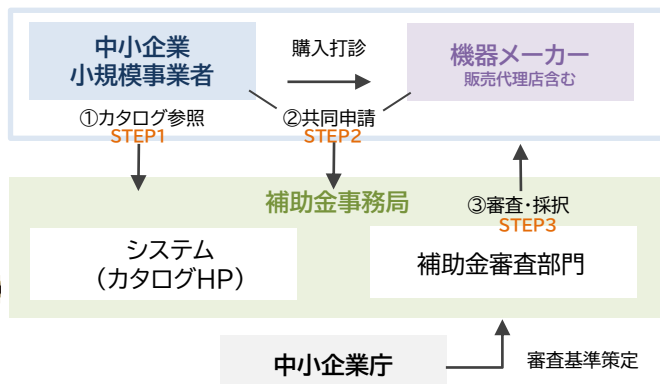 中小企業
小規模事業者
購入打診
機器メーカー
販売代理店含む
①カタログ参照
STEP1
②共同申請
STEP2
補助金事務局
③審査・採択
STEP3
システム
（カタログHP）
補助金審査部門
中小企業庁
審査基準策定